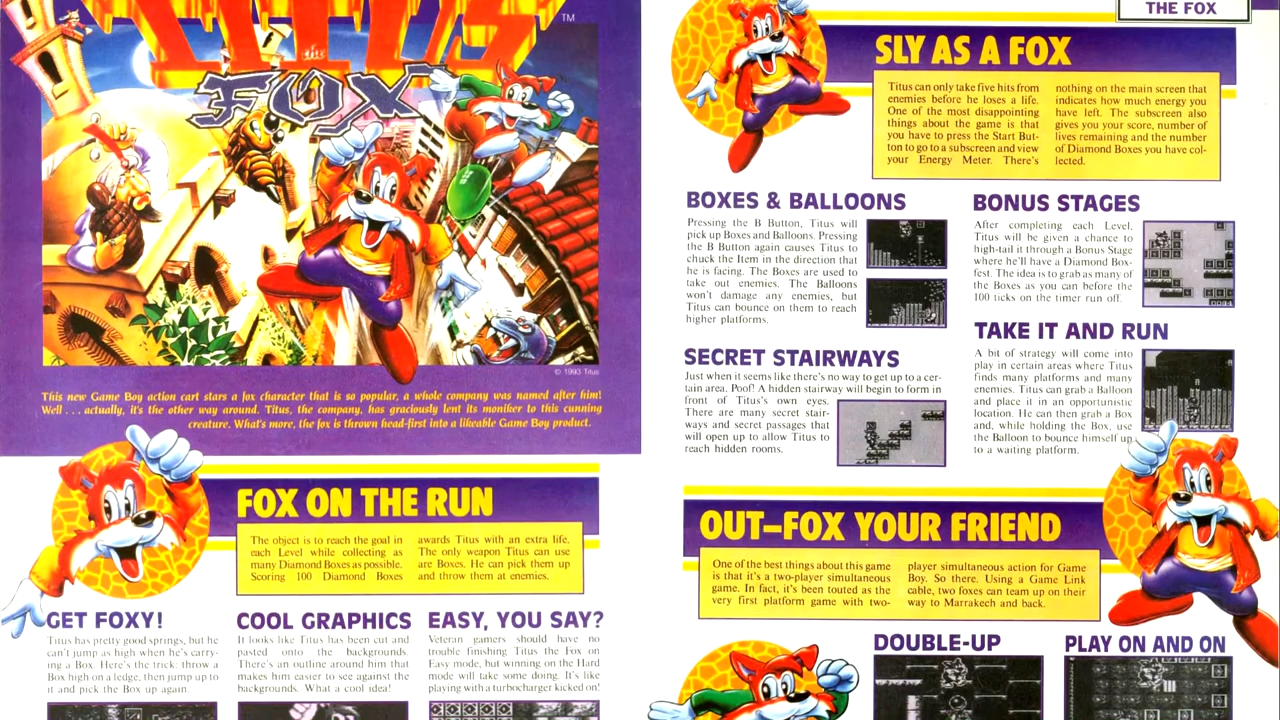 TITUS
TM
the
FOX
© 1993 Titus
This new Game Boy action cart stars a fox character that is so popular, a whole company was named after him!
Well . . . actually, it's the other way around. Titus, the company, has graciously lent its moniker to this cunning
creature. What's more, the fox is thrown head-first into a likeable Game Boy product.
FOX ON THE RUN
The object is to reach the goal in
each Level while collecting as
many Diamond Boxes as possible.
Scoring 100 Diamond Boxes
awards Titus with an extra life.
The only weapon Titus can use
are Boxes. He can pick them up
and throw them at enemies.
GET FOXY!
Titus has pretty good springs, but he
can't jump as high when he's carry-
ing a Box. Here's the trick: throw a
Box high on a ledge, then jump up to
it and pick the Box up again.
COOL GRAPHICS
It looks like Titus has been cut and
pasted onto the backgrounds.
There's an outline around him that
makes him easier to see against the
backgrounds. What a cool idea!
EASY, YOU SAY?
Veteran gamers should have no
trouble finishing Titus the Fox on
Easy mode, but winning on the Hard
mode will take some doing. It's like
playing with a turbocharger kicked on!
THE FOX
SLY AS A FOX
Titus can only take five hits from
enemies before he loses a life.
One of the most disappointing
things about the game is that
you have to press the Start But-
ton to go to a subscreen and view
your Energy Meter. There's
nothing on the main screen that
indicates how much energy you
have left. The subscreen also
gives you your score, number of
lives remaining and the number
of Diamond Boxes you have col-
lected.
BOXES & BALLOONS
Pressing the B Button, Titus will
pick up Boxes and Balloons. Pressing
the B Button again causes Titus to
chuck the Item in the direction that
he is facing. The Boxes are used to
take out enemies. The Balloons
won't damage any enemies, but
Titus can bounce on them to reach
higher platforms.
SECRET STAIRWAYS
Just when it seems like there's no way to get up to a cer-
tain area. Poof! A hidden stairway will begin to form in
front of Titus's own eyes.
There are many secret stair-
ways and secret passages that
will open up to allow Titus to
reach hidden rooms.
BONUS STAGES
After completing each Level,
Titus will be given a chance to
high-tail it through a Bonus Stage
where he'll have a Diamond Box-
fest. The idea is to grab as many of
the Boxes as you can before the
100 ticks on the timer run off.
TAKE IT AND RUN
A bit of strategy will come into
play in certain areas where Titus
finds many platforms and many
enemies. Titus can grab a Balloon
and place it in an opportunistic
location. He can then grab a Box
and, while holding the Box, use
the Balloon to bounce himself up
to a waiting platform.
OUT–FOX YOUR FRIEND
One of the best things about this game
is that it's a two-player simultaneous
game. In fact, it's been touted as the
very first platform game with two-
player simultaneous action for Game
Boy. So there. Using a Game Link
cable, two foxes can team up on their
way to Marrakech and back.
DOUBLE-UP
PLAY ON AND ON